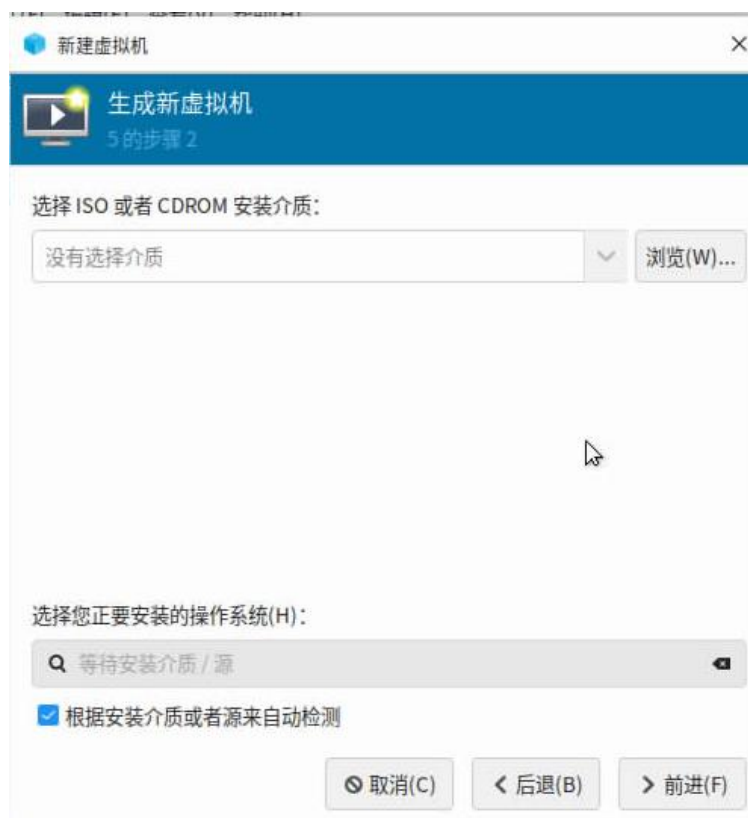 新建虚拟机
生成新虚拟机
5 的步骤 2
选择 ISO 或者 CDROM 安装介质：
没有选择介质
浏览(W)...
选择您正要安装的操作系统(H)：
等待安装介质 / 源
根据安装介质或者源来自动检测
取消(C)
后退(B)
前进(F)